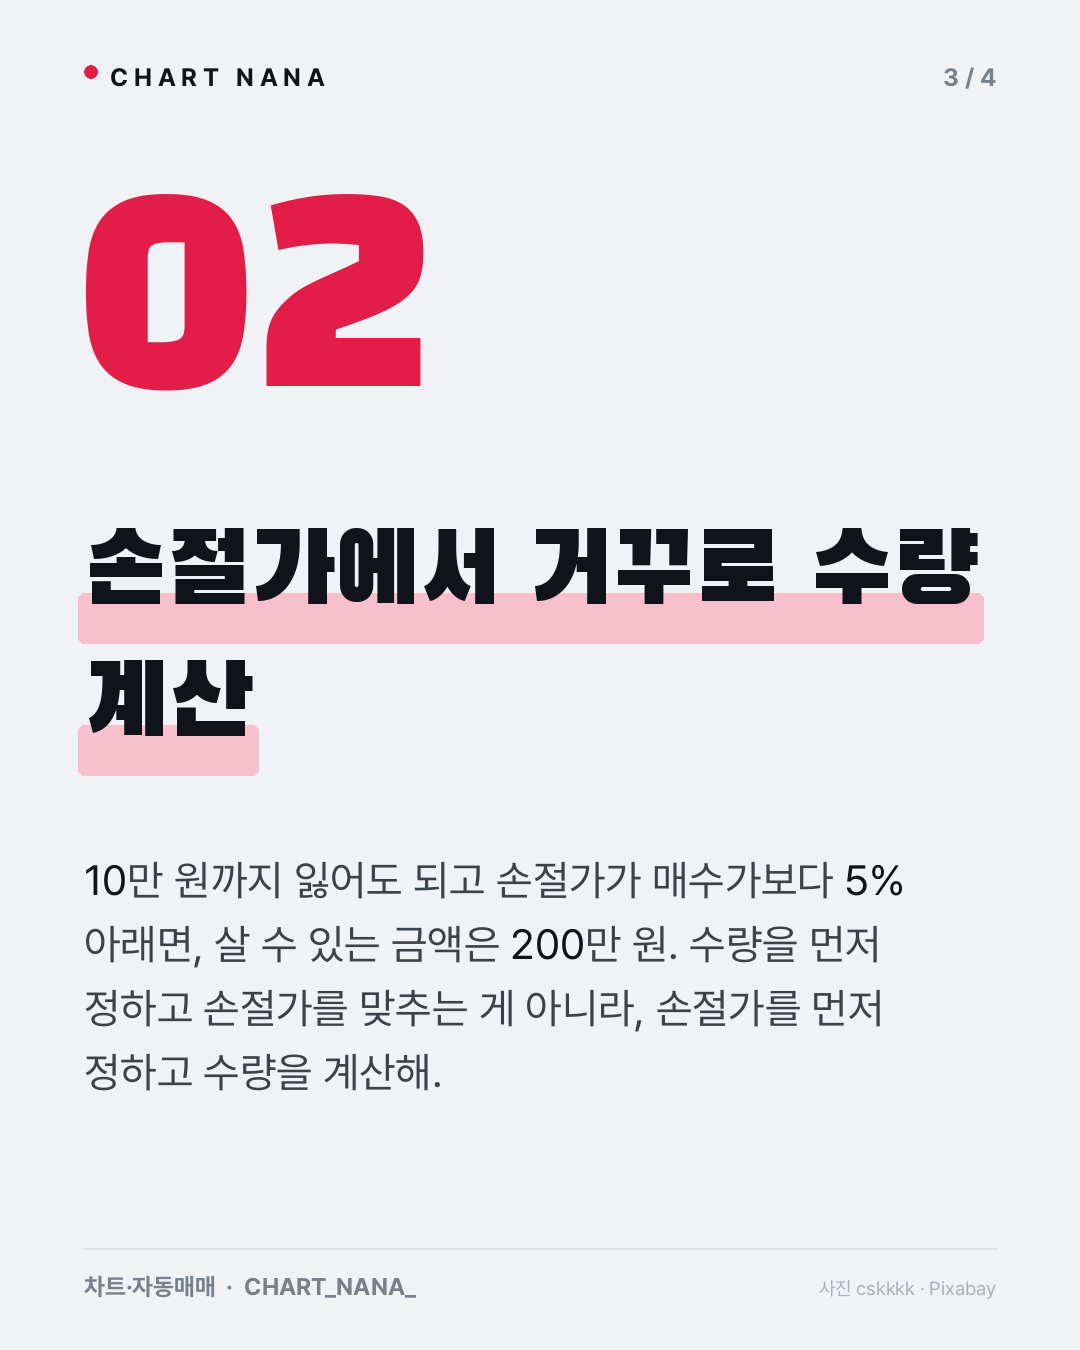 CHART NANA
3 / 4
02
손절가에서 거꾸로 수량
계산
10만 원까지 잃어도 되고 손절가가 매수가보다 5%
아래면, 살 수 있는 금액은 200만 원. 수량을 먼저
정하고 손절가를 맞추는 게 아니라, 손절가를 먼저
정하고 수량을 계산해.
차트·자동매매 · CHART_NANA_
사진 cskkkk · Pixabay